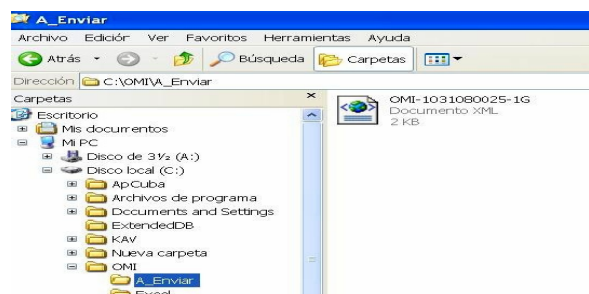 A_Enviar
Archivo Edición Ver Favoritos Herramientas Ayuda
Atrás Búsqueda Carpetas
Dirección C:\OMI\A_Enviar
Carpetas ×
Escritorio
Mis documentos
Mi PC
Disco de 3½ (A:)
Disco local (C:)
ApCuba
Archivos de programa
Documents and Settings
ExtendedDB
KAV
Nueva carpeta
OMI
A_Enviar
Excel
OMI-1031080025-1G
Documento XML
2 KB